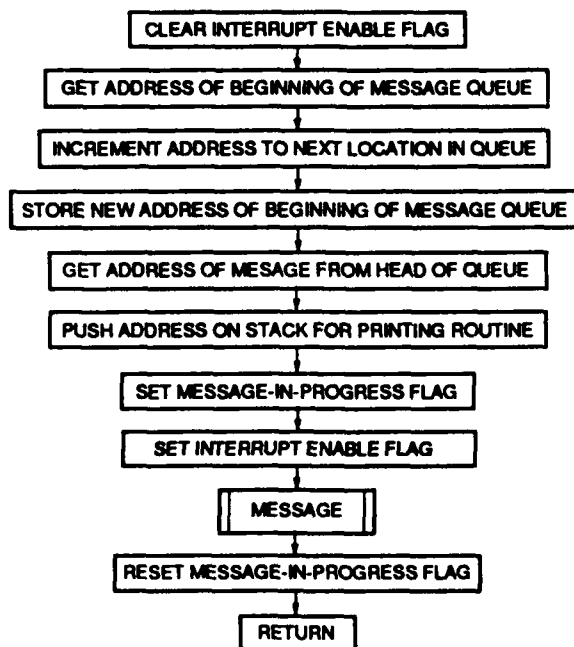 CLEAR INTERRUPT ENABLE FLAG
GET ADDRESS OF BEGINNING OF MESSAGE QUEUE
INCREMENT ADDRESS TO NEXT LOCATION IN QUEUE
STORE NEW ADDRESS OF BEGINNING OF MESSAGE QUEUE
GET ADDRESS OF MESAGE FROM HEAD OF QUEUE
PUSH ADDRESS ON STACK FOR PRINTING ROUTINE
SET MESSAGE-IN-PROGRESS FLAG
SET INTERRUPT ENABLE FLAG
MESSAGE
RESET MESSAGE-IN-PROGRESS FLAG
RETURN